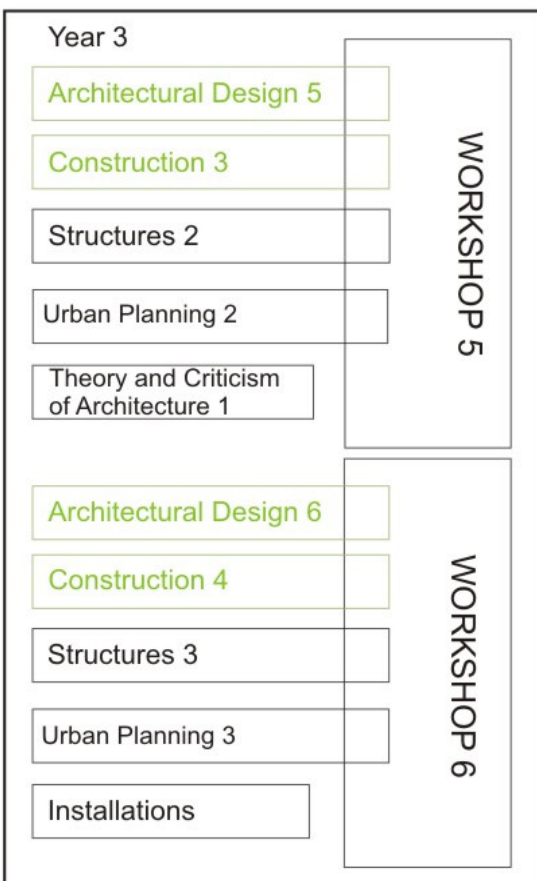 Year 3
Architectural Design 5
Construction 3
Structures 2
Urban Planning 2
Theory and Criticism
of Architecture 1
WORKSHOP 5
Architectural Design 6
Construction 4
Structures 3
Urban Planning 3
Installations
WORKSHOP 6